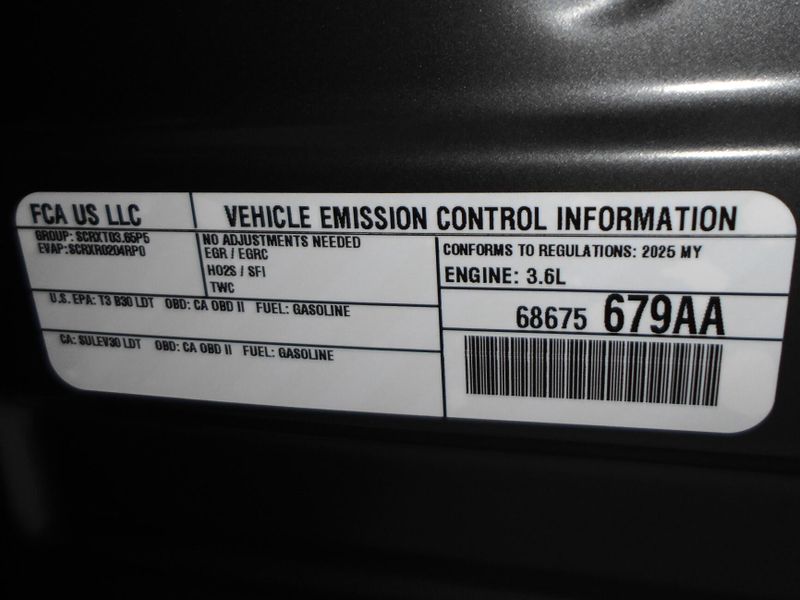 FCA US LLC
VEHICLE EMISSION CONTROL INFORMATION
GROUP: SCRXT03.65P5
EVAP:SCRXR0204RP0
NO ADJUSTMENTS NEEDED
EGR / EGRC
HO2S / SFI
TWC
CONFORMS TO REGULATIONS: 2025 MY
ENGINE: 3.6L
U.S. EPA: T3 B30 LDT OBD: CA OBD II FUEL: GASOLINE
68675 679AA
CA: SULEV30 LDT OBD: CA OBD II FUEL: GASOLINE